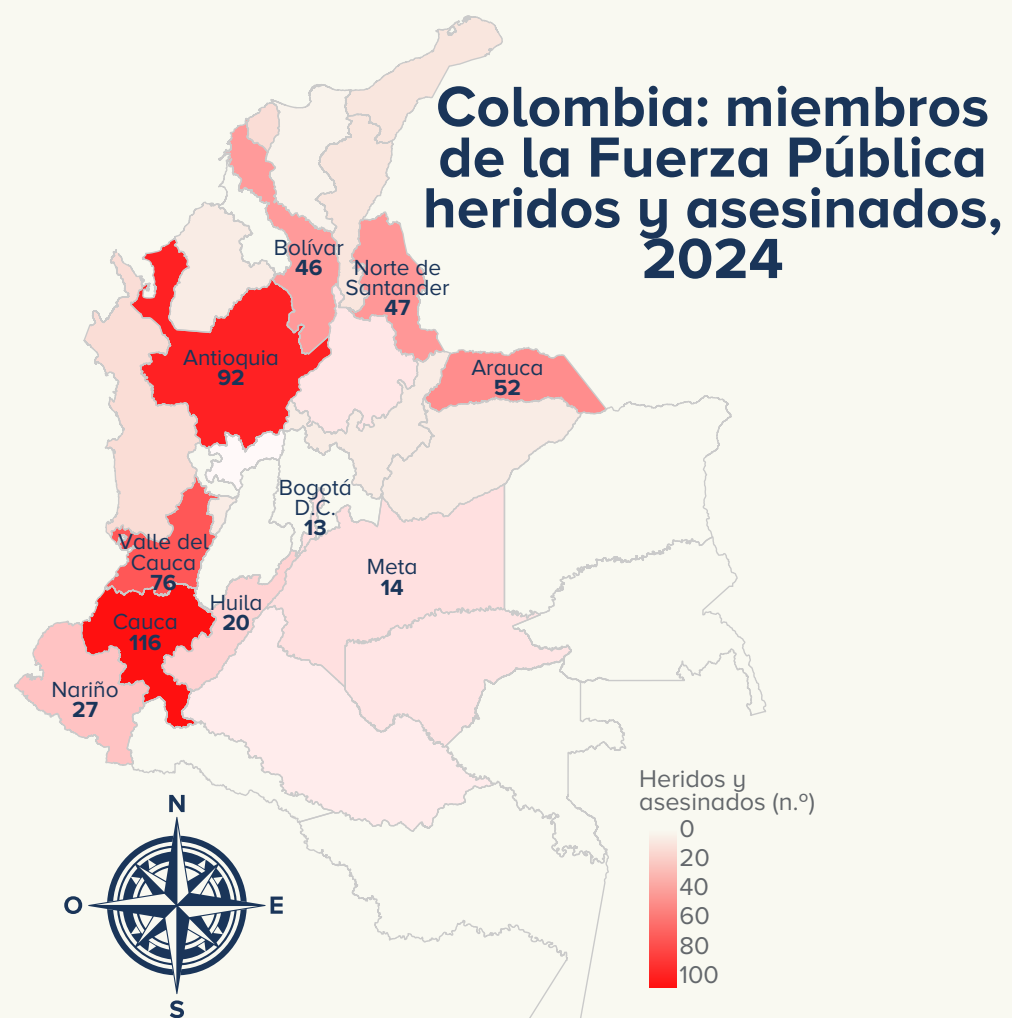 Colombia: miembros
de la Fuerza Pública
heridos y asesinados,
2024
Bolívar
46
Norte de
Santander
47
Antioquia
92
Arauca
52
Bogotá
D.C.
13
Valle del
Cauca
76
Meta
14
Huila
20
Cauca
116
Nariño
27
Heridos y
asesinados (n.º)
0
20
40
60
80
100
N
O
E
S